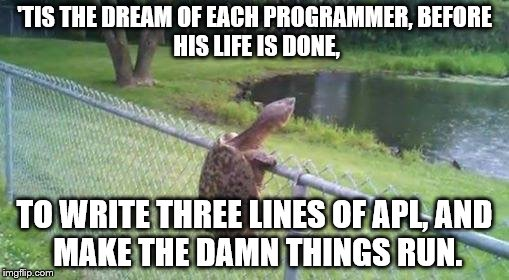 'TIS THE DREAM OF EACH PROGRAMMER, BEFORE
HIS LIFE IS DONE,
TO WRITE THREE LINES OF APL, AND
MAKE THE DAMN THINGS RUN.
imgflip.com